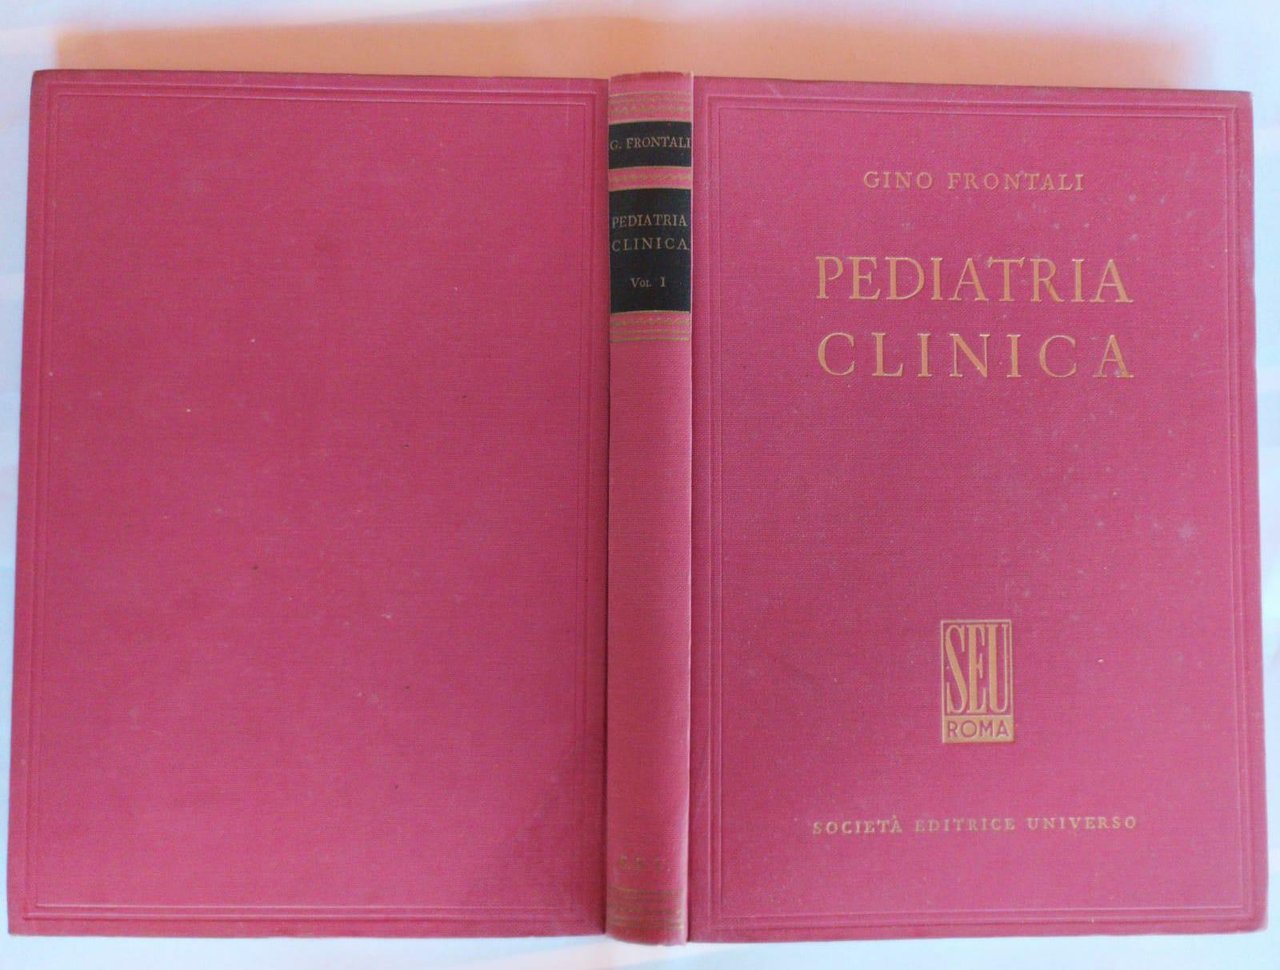 G. FRONTALI
PEDIATRIA
CLINICA
Vol. I
GINO FRONTALI
PEDIATRIA
CLINICA
SEU
ROMA
SOCIETÀ EDITRICE UNIVERSO